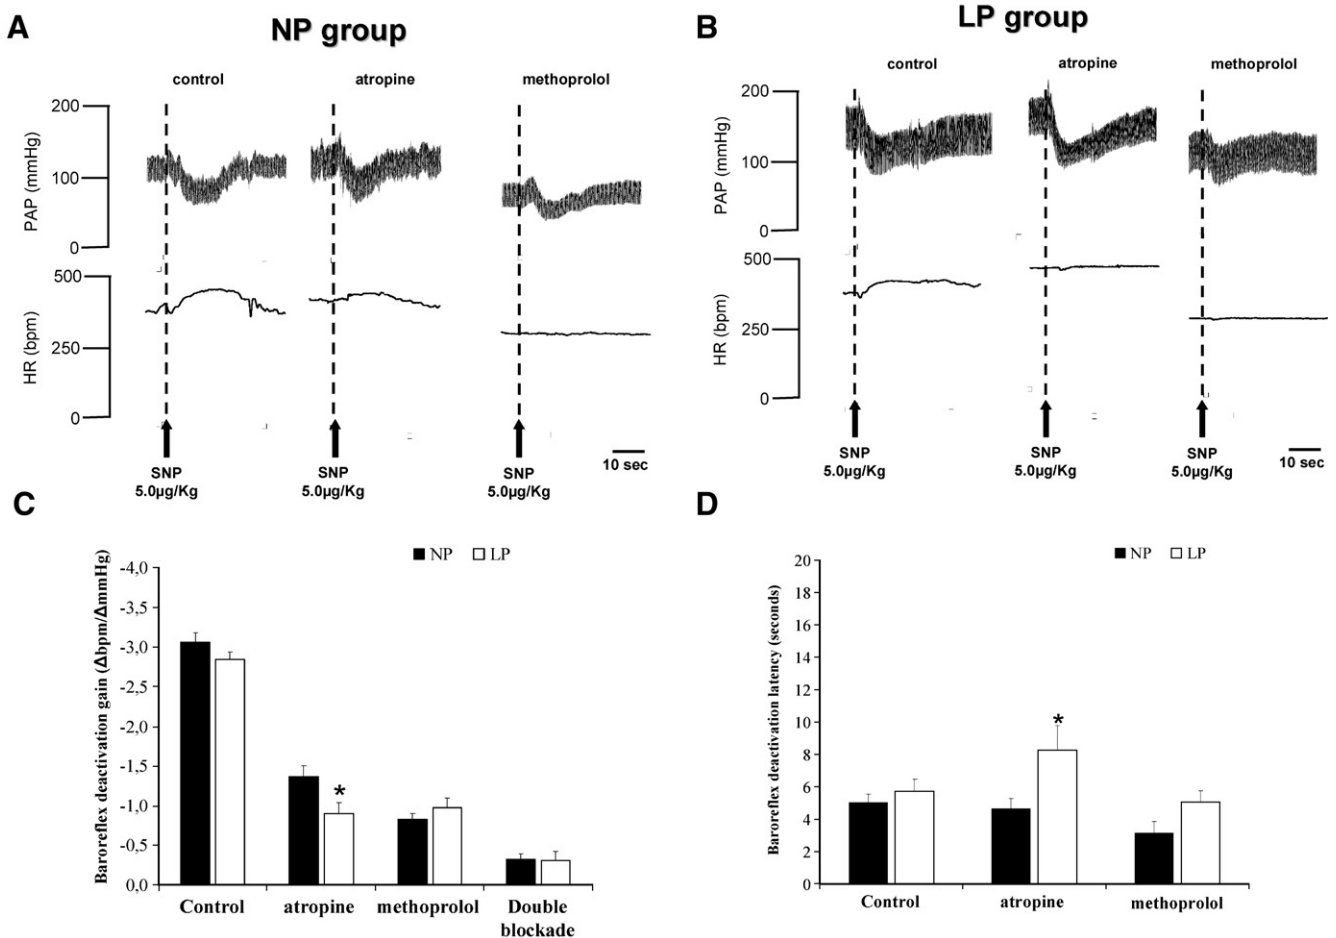 A
NP group
control
atropine
methoprolol
200
100
0
PAP (mmHg)
500
250
0
HR (bpm)
SNP
5.0µg/Kg
SNP
5.0µg/Kg
SNP
5.0µg/Kg
10 sec
B
LP group
control
atropine
methoprolol
200
100
0
PAP (mmHg)
500
250
0
HR (bpm)
SNP
5.0µg/Kg
SNP
5.0µg/Kg
SNP
5.0µg/Kg
10 sec
C
NP
LP
Baroreflex deactivation gain (Δbpm/ΔmmHg)
-4,0
-3,5
-3,0
-2,5
-2,0
-1,5
-1,0
-0,5
0,0
*
Control
atropine
methoprolol
Double
blockade
D
NP
LP
Baroreflex deactivation latency (seconds)
20
18
16
14
12
10
8
6
4
2
0
*
Control
atropine
methoprolol